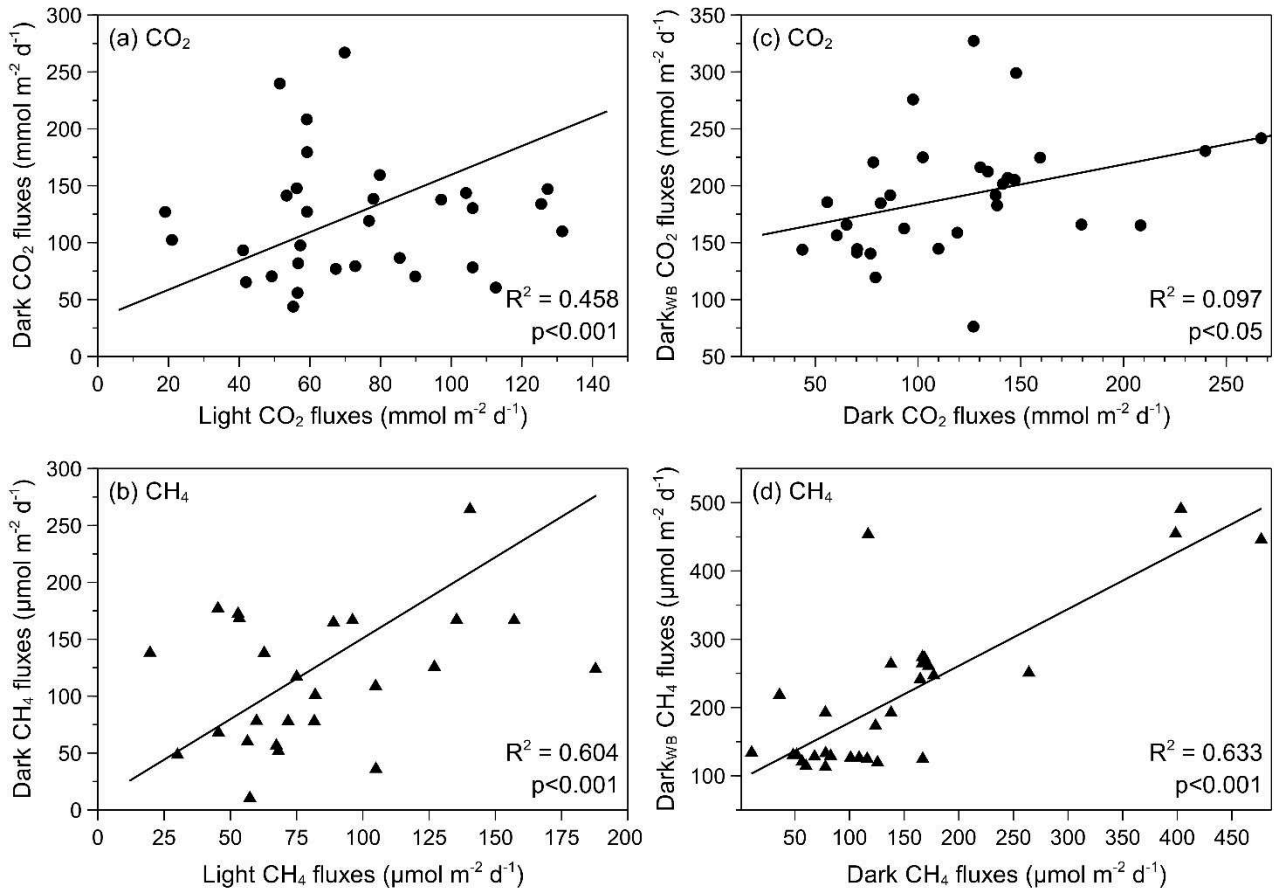 (a) CO₂
Dark CO₂ fluxes (mmol m⁻² d⁻¹)
300
250
200
150
100
50
0
R² = 0.458
p<0.001
0 20 40 60 80 100 120 140
Light CO₂ fluxes (mmol m⁻² d⁻¹)
(c) CO₂
Dark_WB CO₂ fluxes (mmol m⁻² d⁻¹)
350
300
250
200
150
100
50
R² = 0.097
p<0.05
50 100 150 200 250
Dark CO₂ fluxes (mmol m⁻² d⁻¹)
(b) CH₄
Dark CH₄ fluxes (μmol m⁻² d⁻¹)
300
250
200
150
100
50
0
R² = 0.604
p<0.001
0 25 50 75 100 125 150 175 200
Light CH₄ fluxes (μmol m⁻² d⁻¹)
(d) CH₄
Dark_WB CH₄ fluxes (μmol m⁻² d⁻¹)
500
400
300
200
100
R² = 0.633
p<0.001
50 100 150 200 250 300 350 400 450
Dark CH₄ fluxes (μmol m⁻² d⁻¹)